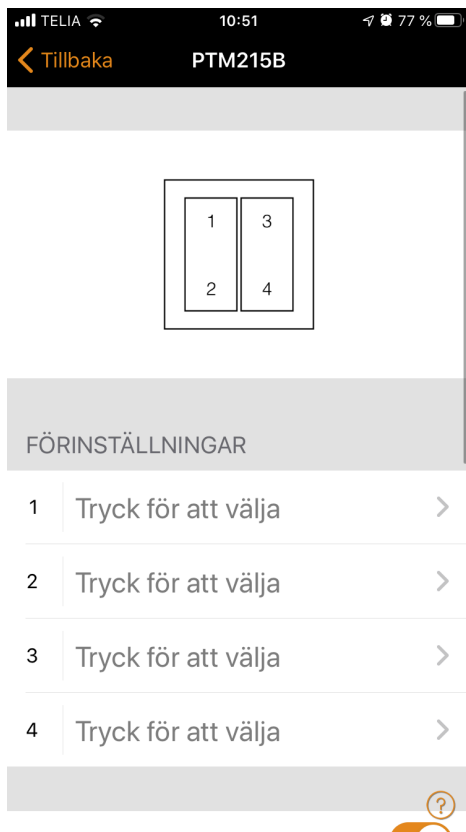 TELIA 10:51 77 %
Tillbaka PTM215B
1 3
2 4
FÖRINSTÄLLNINGAR
1 Tryck för att välja
2 Tryck för att välja
3 Tryck för att välja
4 Tryck för att välja
?